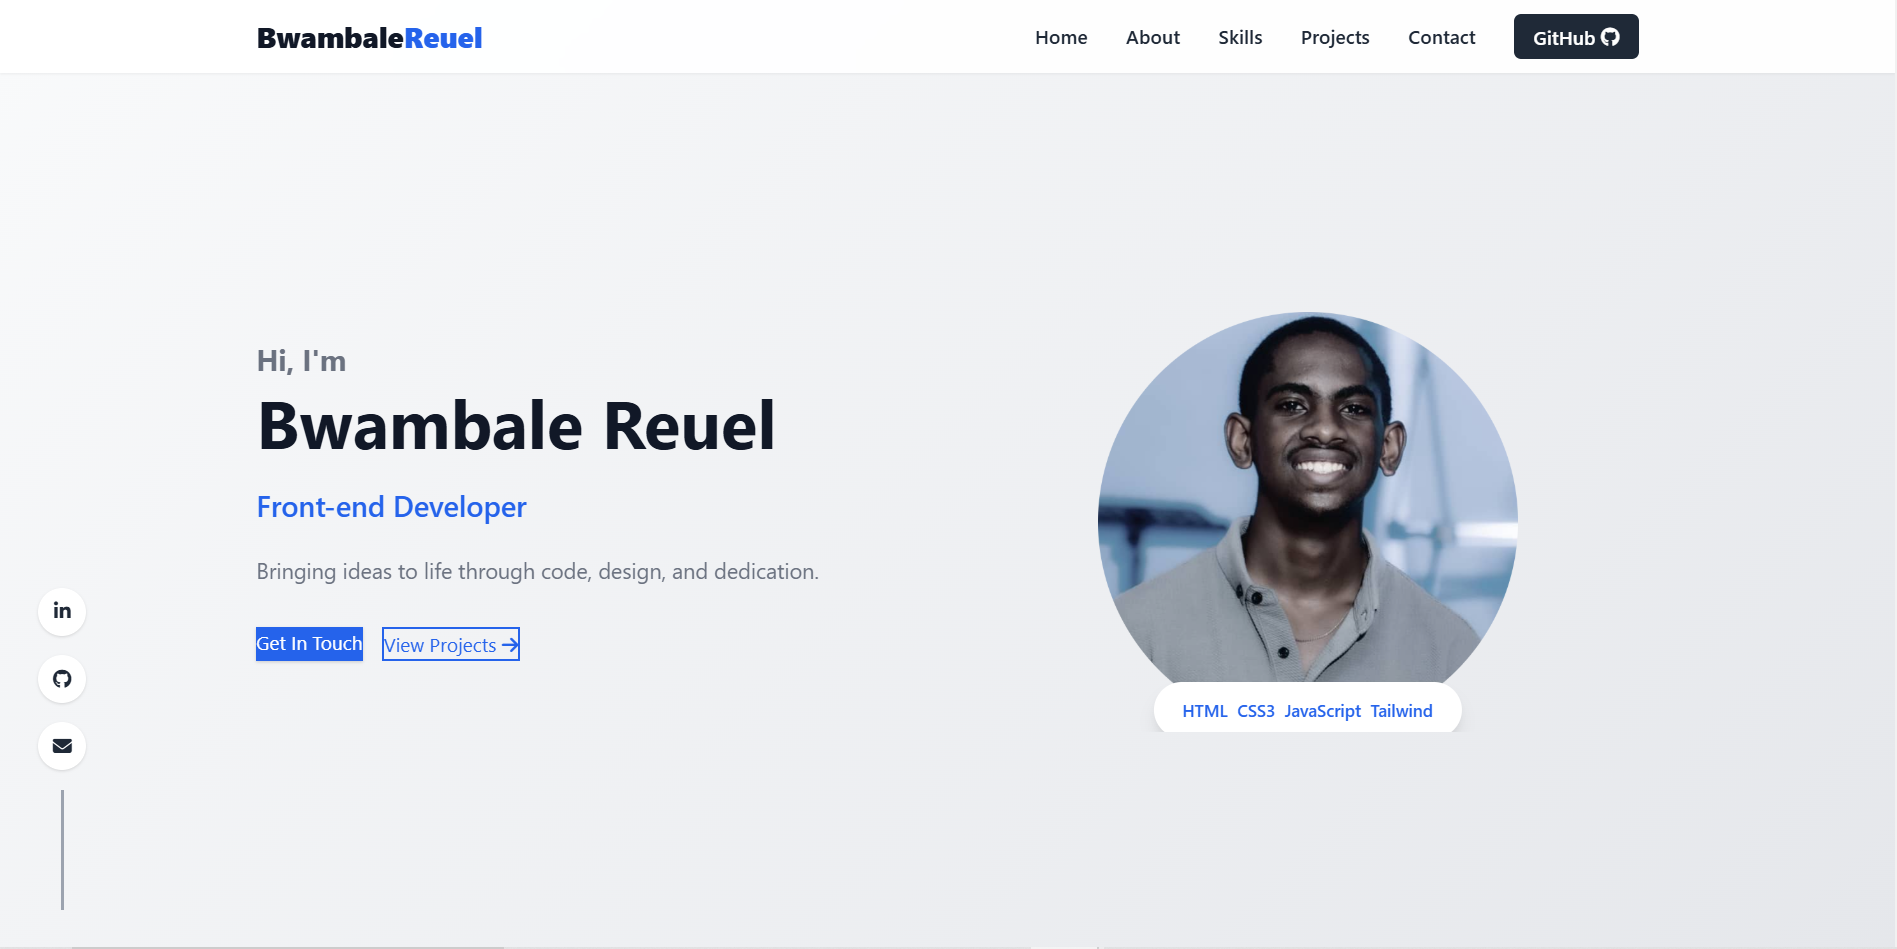 BwambaleReuel
Home About Skills Projects Contact GitHub
Hi, I'm
Bwambale Reuel
Front-end Developer
Bringing ideas to life through code, design, and dedication.
Get In Touch View Projects →
in
HTML CSS3 JavaScript Tailwind